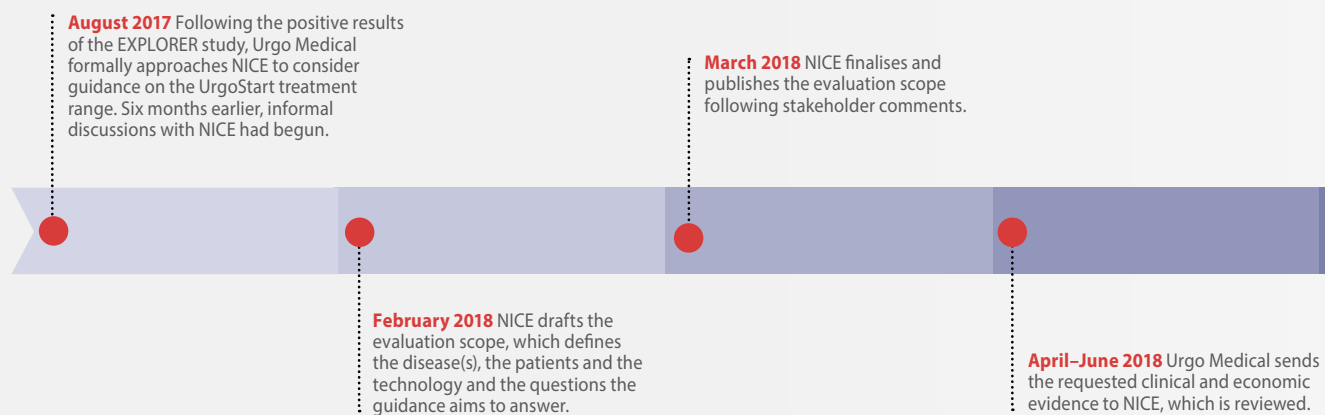 August 2017 Following the positive results
of the EXPLORER study, Urgo Medical
formally approaches NICE to consider
guidance on the UrgoStart treatment
range. Six months earlier, informal
discussions with NICE had begun.
February 2018 NICE drafts the
evaluation scope, which defines
the disease(s), the patients and the
technology and the questions the
guidance aims to answer.
March 2018 NICE finalises and
publishes the evaluation scope
following stakeholder comments.
April–June 2018 Urgo Medical sends
the requested clinical and economic
evidence to NICE, which is reviewed.